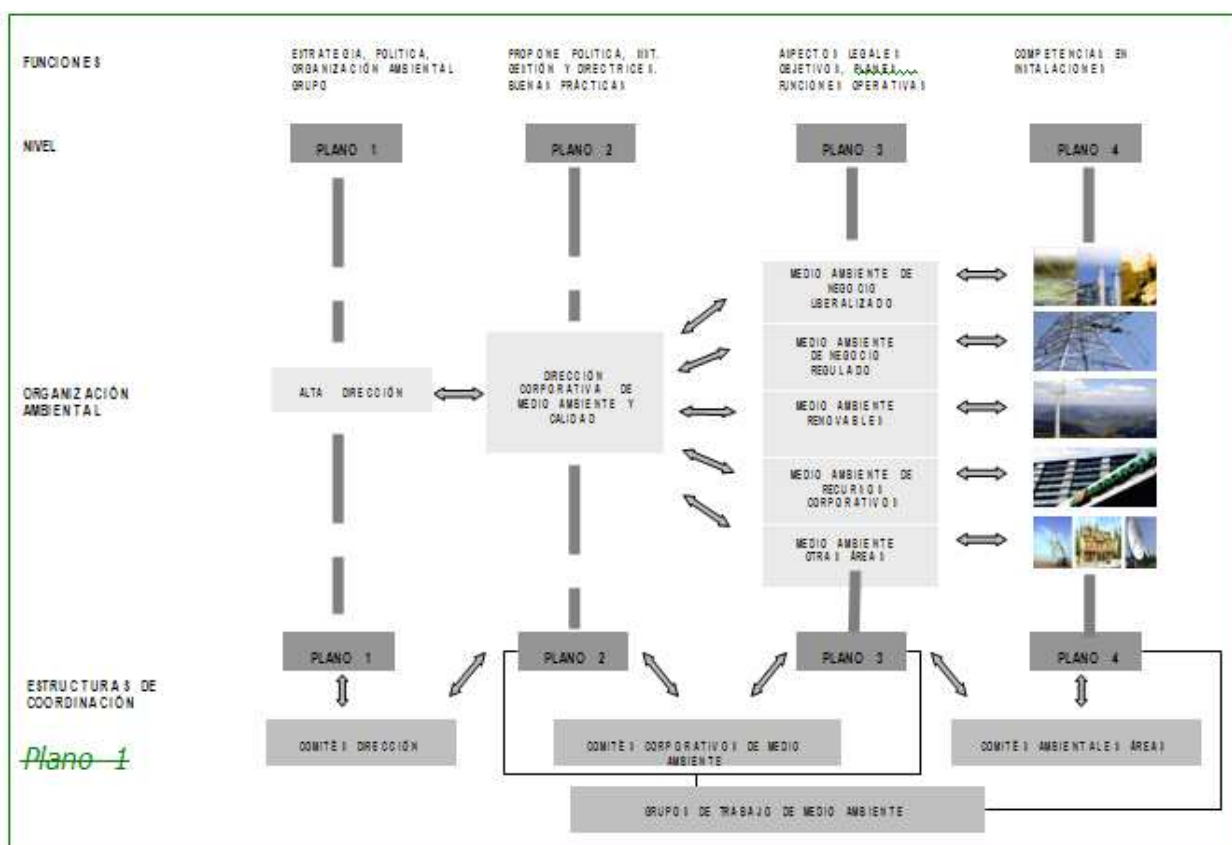 FUNCIONES
ESTRATEGIA, POLITICA,
ORGANIZACIÓN AMBIENTAL
GRUPO
PROPONE POLITICA, SIST.
GESTIÓN Y DIRECTRICES.
BUENAS PRÁCTICAS
ASPECTOS LEGALES
OBJETIVOS, PLANES
FUNCIONES OPERATIVAS
COMPETENCIAS EN
INSTALACIONES
NIVEL
PLANO 1
PLANO 2
PLANO 3
PLANO 4
ORGANIZACIÓN
AMBIENTAL
ALTA DIRECCIÓN
DIRECCIÓN
CORPORATIVA DE
MEDIO AMBIENTE Y
CALIDAD
MEDIO AMBIENTE DE
NEGOCIO
LIBERALIZADO
MEDIO AMBIENTE
DE NEGOCIO
REGULADO
MEDIO AMBIENTE
RENOVABLES
MEDIO AMBIENTE DE
RECURSOS
CORPORATIVOS
MEDIO AMBIENTE
OTRAS ÁREAS
PLANO 1
PLANO 2
PLANO 3
PLANO 4
ESTRUCTURAS DE
COORDINACIÓN
Plano 1
COMITÉS DIRECCIÓN
COMITÉS CORPORATIVOS DE MEDIO
AMBIENTE
COMITÉS AMBIENTALES ÁREAS
GRUPOS DE TRABAJO DE MEDIO AMBIENTE